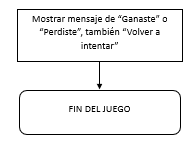 Mostrar mensaje de “Ganaste” o
“Perdiste”, también “Volver a
intentar”
FIN DEL JUEGO